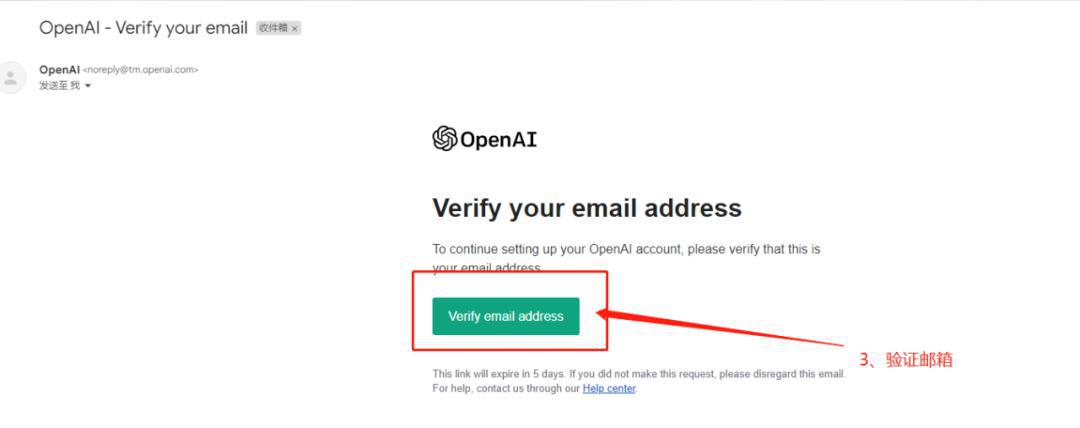 OpenAI - Verify your email 收件箱 ×
OpenAI <noreply@tm.openai.com>
发送至 我
OpenAI
Verify your email address
To continue setting up your OpenAI account, please verify that this is
your email address.
Verify email address
3、验证邮箱
This link will expire in 5 days. If you did not make this request, please disregard this email.
For help, contact us through our Help center.